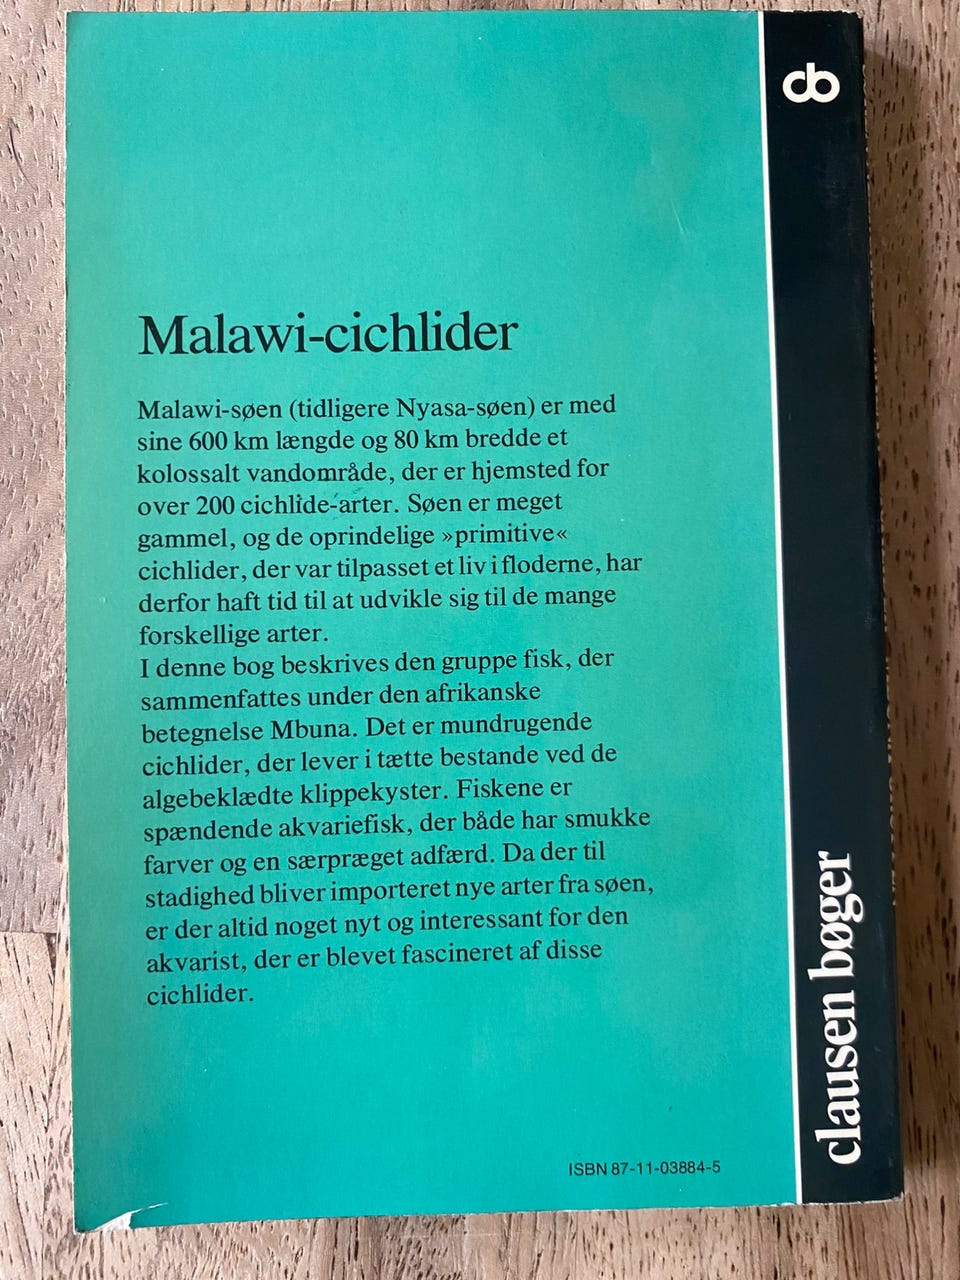 Malawi-cichlider
Malawi-søen (tidligere Nyasa-søen) er med
sine 600 km længde og 80 km bredde et
kolossalt vandområde, der er hjemsted for
over 200 cichlide-arter. Søen er meget
gammel, og de oprindelige »primitive«
cichlider, der var tilpasset et liv i floderne, har
derfor haft tid til at udvikle sig til de mange
forskellige arter.
I denne bog beskrives den gruppe fisk, der
sammenfattes under den afrikanske
betegnelse Mbuna. Det er mundrugende
cichlider, der lever i tætte bestande ved de
algebeklædte klippekyster. Fiskene er
spændende akvariefisk, der både har smukke
farver og en særpræget adfærd. Da der til
stadighed bliver importeret nye arter fra søen,
er der altid noget nyt og interessant for den
akvarist, der er blevet fascineret af disse
cichlider.
ISBN 87-11-03884-5
cb
clausen bøger